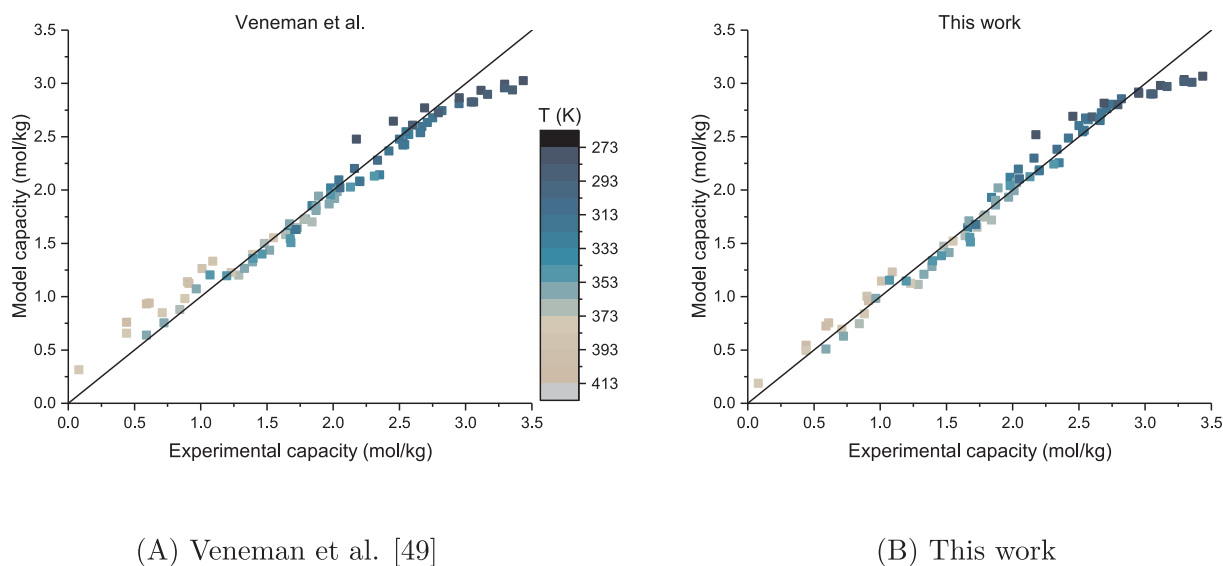 Veneman et al.
3.5
3.0
2.5
2.0
1.5
1.0
0.5
0.0
Model capacity (mol/kg)
0.0 0.5 1.0 1.5 2.0 2.5 3.0 3.5
Experimental capacity (mol/kg)
T (K)
273
293
313
333
353
373
393
413
This work
3.5
3.0
2.5
2.0
1.5
1.0
0.5
0.0
Model capacity (mol/kg)
0.0 0.5 1.0 1.5 2.0 2.5 3.0 3.5
Experimental capacity (mol/kg)
(A) Veneman et al. [49]
(B) This work